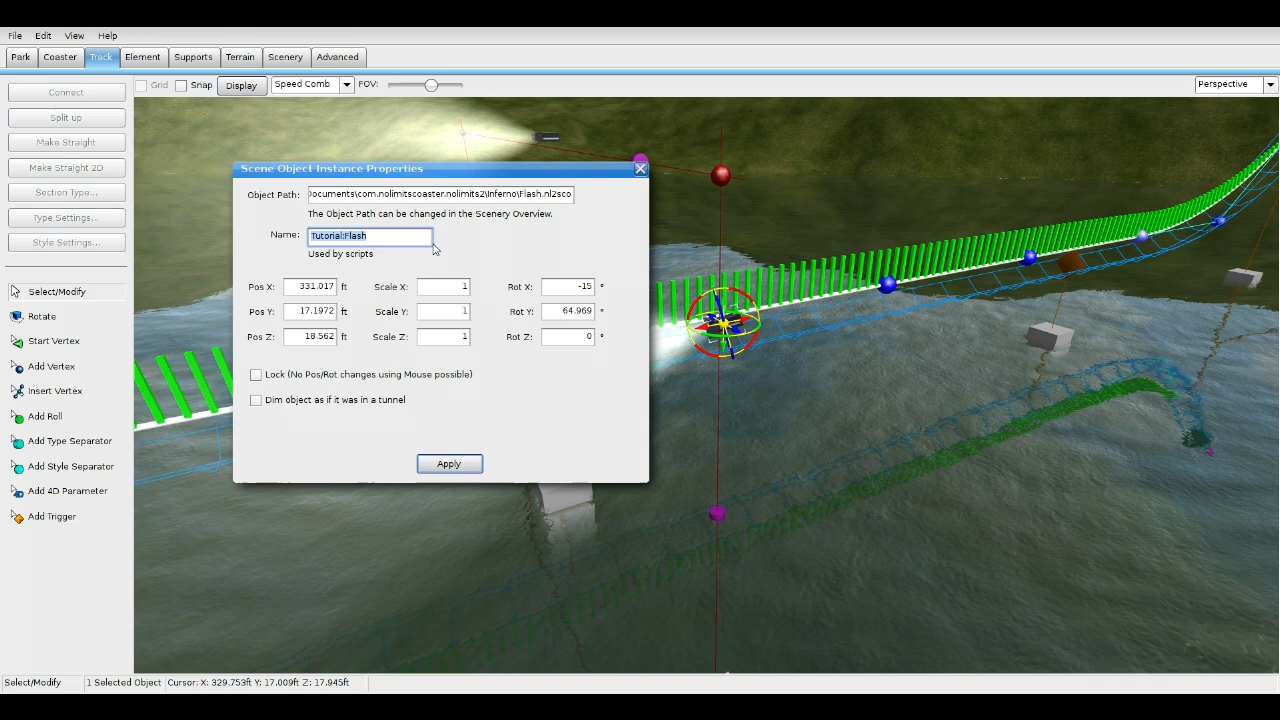 File Edit View Help
Park Coaster Track Element Supports Terrain Scenery Advanced
Connect
Split up
Make Straight
Make Straight 2D
Section Type...
Type Settings...
Style Settings...
Select/Modify
Rotate
Start Vertex
Add Vertex
Insert Vertex
Add Roll
Add Type Separator
Add Style Separator
Add 4D Parameter
Add Trigger
Grid Snap Display Speed Comb FOV: Perspective
Scene Object Instance Properties
Object Path: Documents\com.nolimitscoaster.nolimits2\Inferno\Flash.nl2sco
The Object Path can be changed in the Scenery Overview.
Name: Tutorial:Flash
Used by scripts
Pos X: 331.017 ft Scale X: 1 Rot X: -15 °
Pos Y: 17.1972 ft Scale Y: 1 Rot Y: 64.969 °
Pos Z: 18.562 ft Scale Z: 1 Rot Z: 0 °
Lock (No Pos/Rot changes using Mouse possible)
Dim object as if it was in a tunnel
Apply
Select/Modify 1 Selected Object Cursor: X: 329.753ft Y: 17.009ft Z: 17.945ft